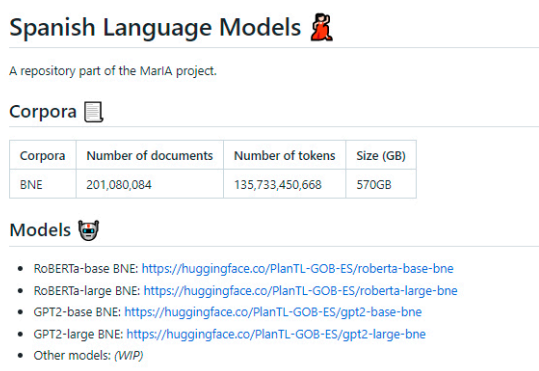 Spanish Language Models 💃
A repository part of the MarIA project.
Corpora 📃
Corpora Number of documents Number of tokens Size (GB)
BNE 201,080,084 135,733,450,668 570GB
Models 🤖
• RoBERTa-base BNE: https://huggingface.co/PlanTL-GOB-ES/roberta-base-bne
• RoBERTa-large BNE: https://huggingface.co/PlanTL-GOB-ES/roberta-large-bne
• GPT2-base BNE: https://huggingface.co/PlanTL-GOB-ES/gpt2-base-bne
• GPT2-large BNE: https://huggingface.co/PlanTL-GOB-ES/gpt2-large-bne
• Other models: (WIP)